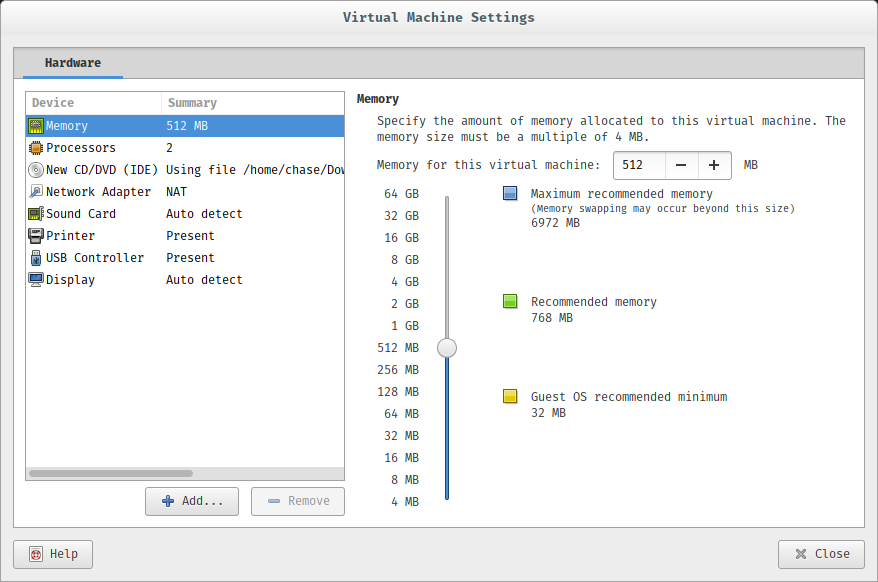 Virtual Machine Settings
Hardware
Device Summary
Memory 512 MB
Processors 2
New CD/DVD (IDE) Using file /home/chase/Dow
Network Adapter NAT
Sound Card Auto detect
Printer Present
USB Controller Present
Display Auto detect
Add... Remove
Memory
Specify the amount of memory allocated to this virtual machine. The
memory size must be a multiple of 4 MB.
Memory for this virtual machine: 512 − + MB
64 GB
32 GB
16 GB
8 GB
4 GB
2 GB
1 GB
512 MB
256 MB
128 MB
64 MB
32 MB
16 MB
8 MB
4 MB
Maximum recommended memory
(Memory swapping may occur beyond this size)
6972 MB
Recommended memory
768 MB
Guest OS recommended minimum
32 MB
Help Close